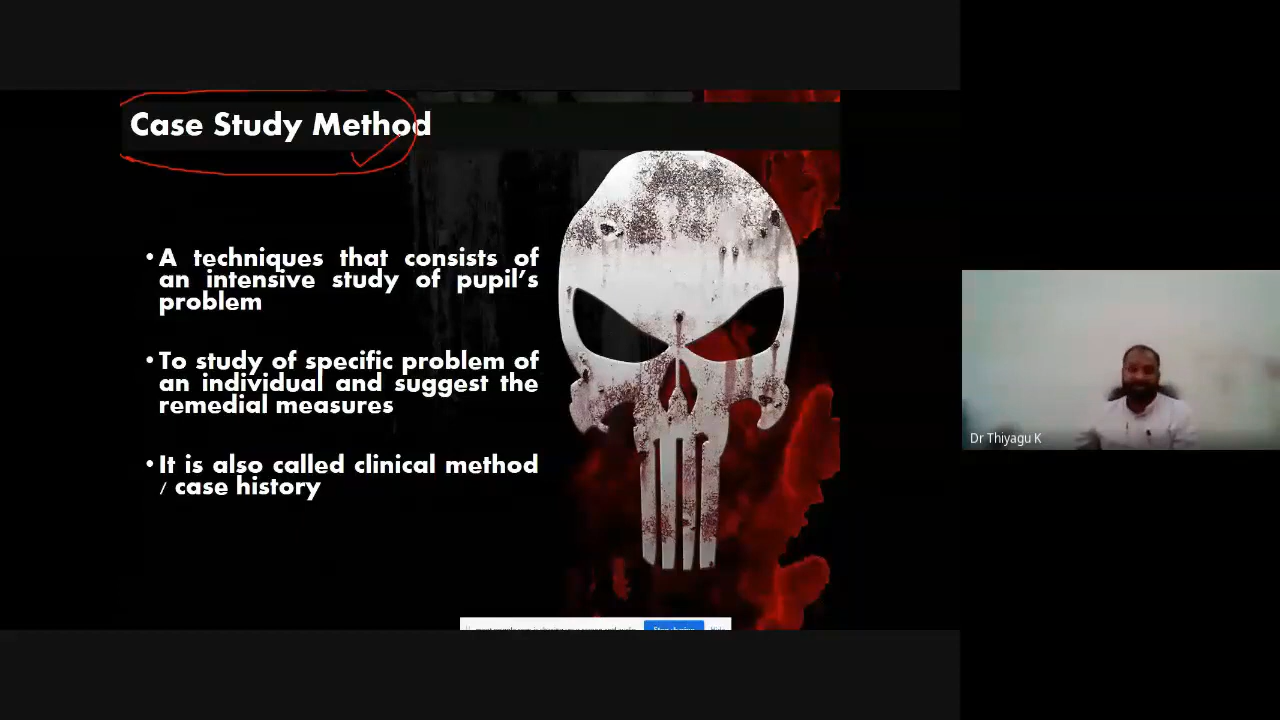 Case Study Method
• A techniques that consists of
an intensive study of pupil's
problem
• To study of specific problem of
an individual and suggest the
remedial measures
• It is also called clinical method
/ case history
Dr Thiyagu K